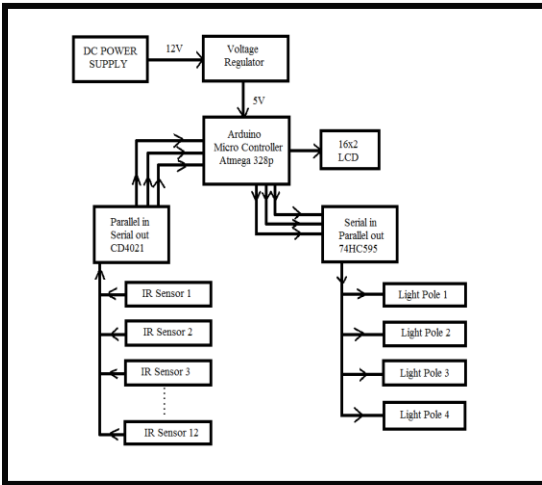 DC POWER
SUPPLY
12V
Voltage
Regulator
5V
Arduino
Micro Controller
Atmega 328p
16x2
LCD
Parallel in
Serial out
CD4021
Serial in
Parallel out
74HC595
IR Sensor 1
IR Sensor 2
IR Sensor 3
IR Sensor 12
Light Pole 1
Light Pole 2
Light Pole 3
Light Pole 4